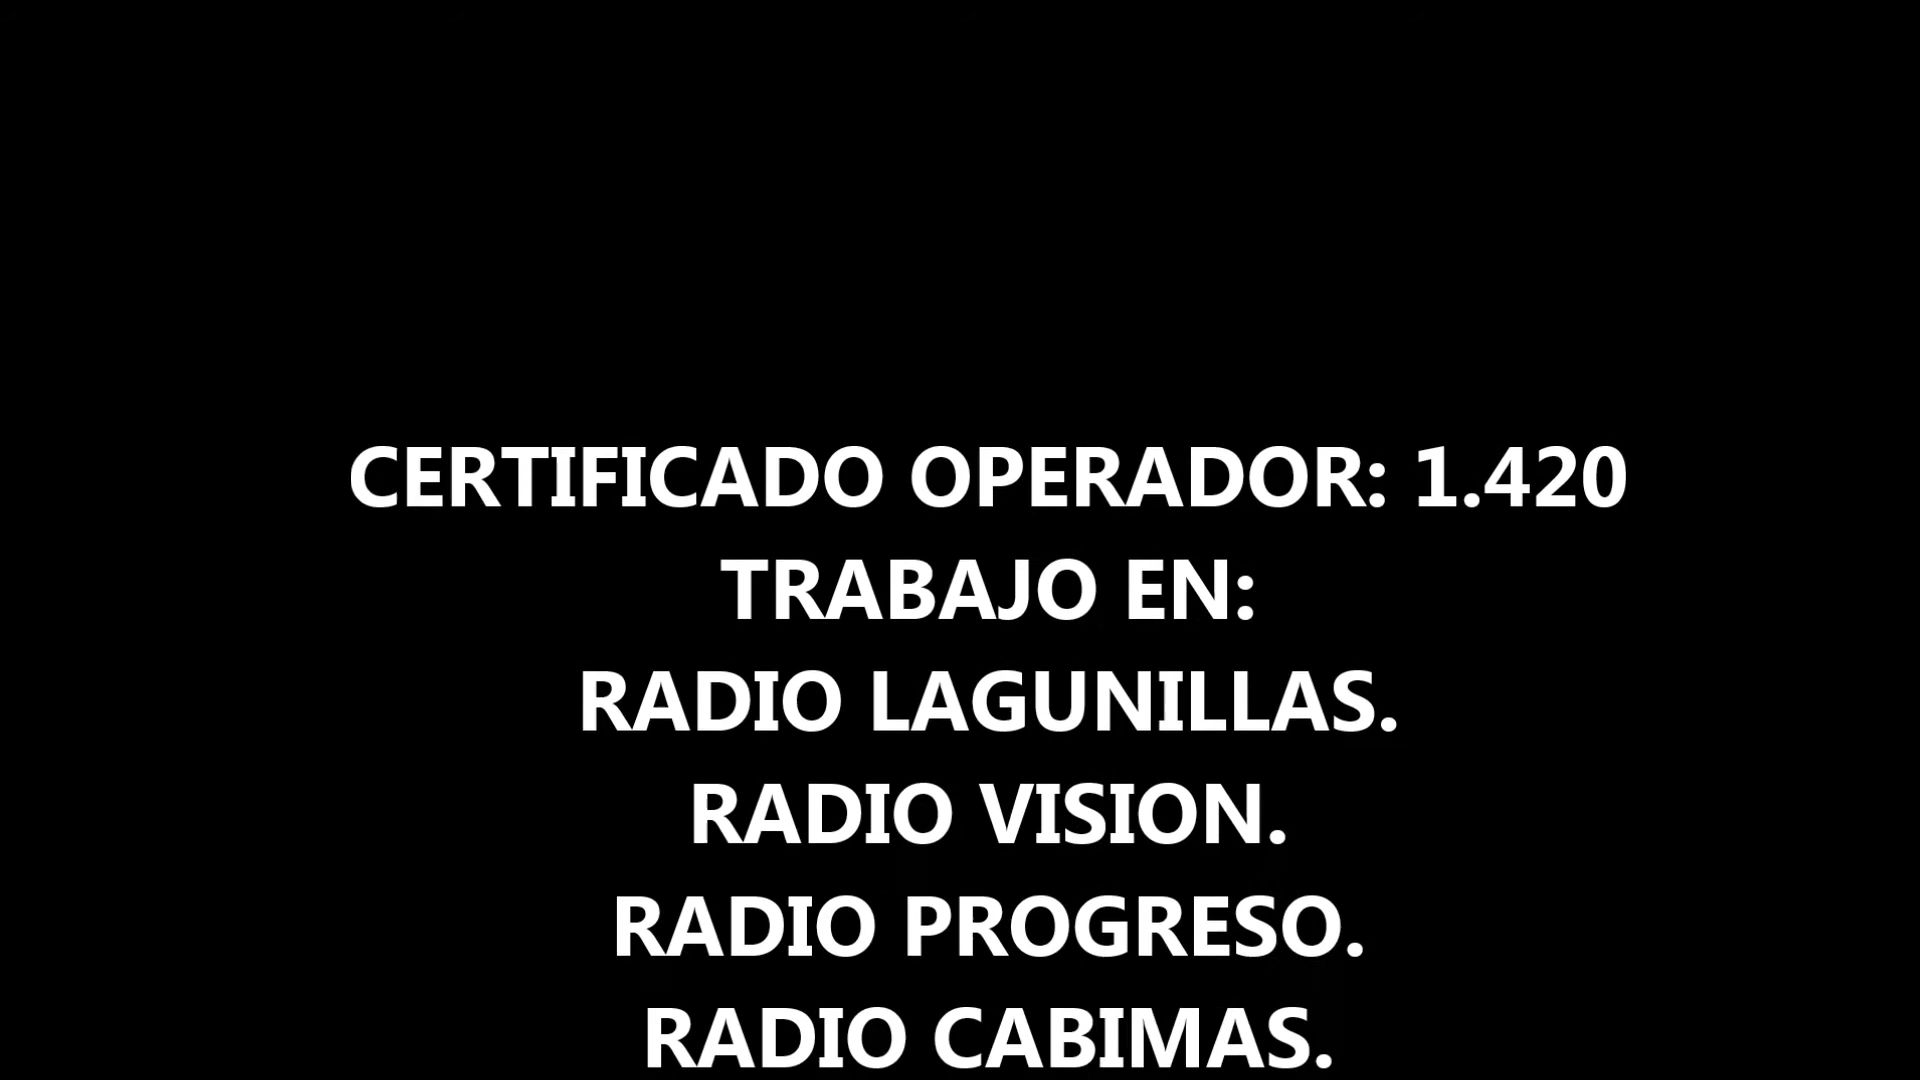 CERTIFICADO OPERADOR: 1.420
TRABAJO EN:
RADIO LAGUNILLAS.
RADIO VISION.
RADIO PROGRESO.
RADIO CABIMAS.